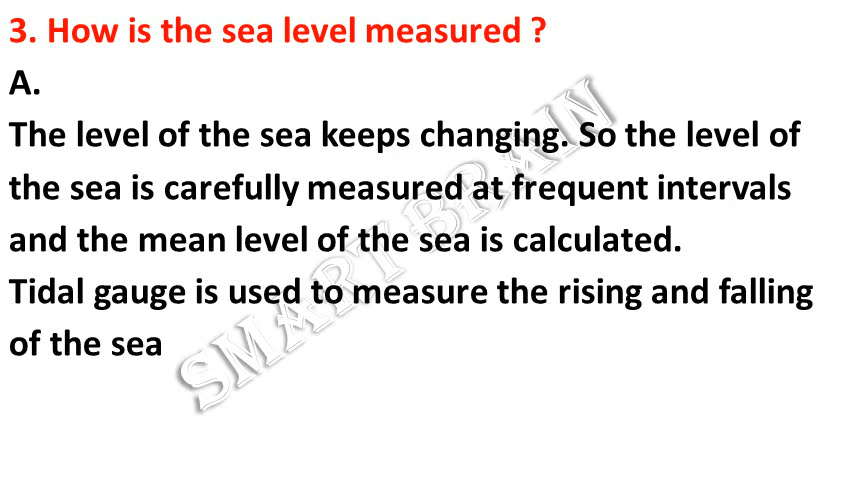 3. How is the sea level measured ?
A.
The level of the sea keeps changing. So the level of
the sea is carefully measured at frequent intervals
and the mean level of the sea is calculated.
Tidal gauge is used to measure the rising and falling
of the sea
SMART BRAIN